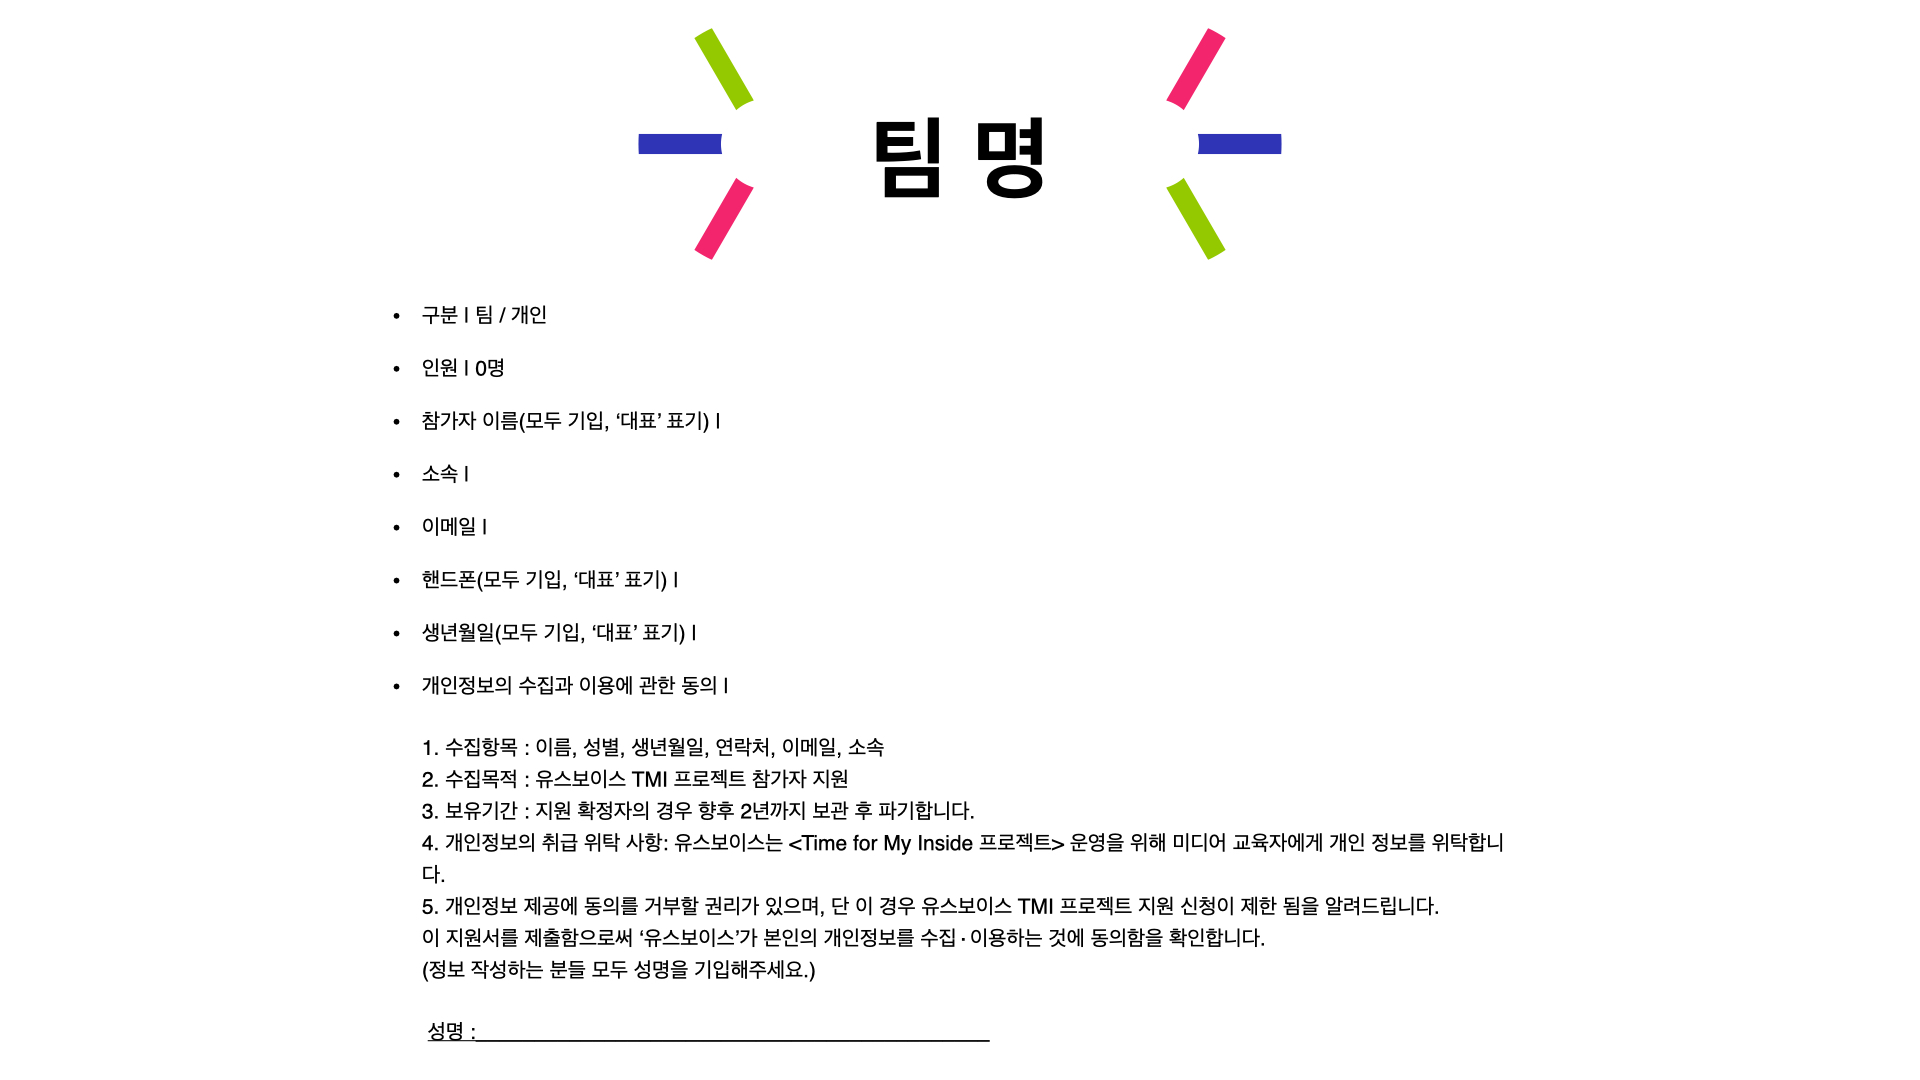 팀 명
• 구분 I 팀 / 개인
• 인원 I 0명
• 참가자 이름(모두 기입, ‘대표’ 표기) I
• 소속 I
• 이메일 I
• 핸드폰(모두 기입, ‘대표’ 표기) I
• 생년월일(모두 기입, ‘대표’ 표기) I
• 개인정보의 수집과 이용에 관한 동의 I
1. 수집항목 : 이름, 성별, 생년월일, 연락처, 이메일, 소속
2. 수집목적 : 유스보이스 TMI 프로젝트 참가자 지원
3. 보유기간 : 지원 확정자의 경우 향후 2년까지 보관 후 파기합니다.
4. 개인정보의 취급 위탁 사항: 유스보이스는 <Time for My Inside 프로젝트> 운영을 위해 미디어 교육자에게 개인 정보를 위탁합니
다.
5. 개인정보 제공에 동의를 거부할 권리가 있으며, 단 이 경우 유스보이스 TMI 프로젝트 지원 신청이 제한 됨을 알려드립니다.
이 지원서를 제출함으로써 ‘유스보이스’가 본인의 개인정보를 수집·이용하는 것에 동의함을 확인합니다.
(정보 작성하는 분들 모두 성명을 기입해주세요.)
성명 :